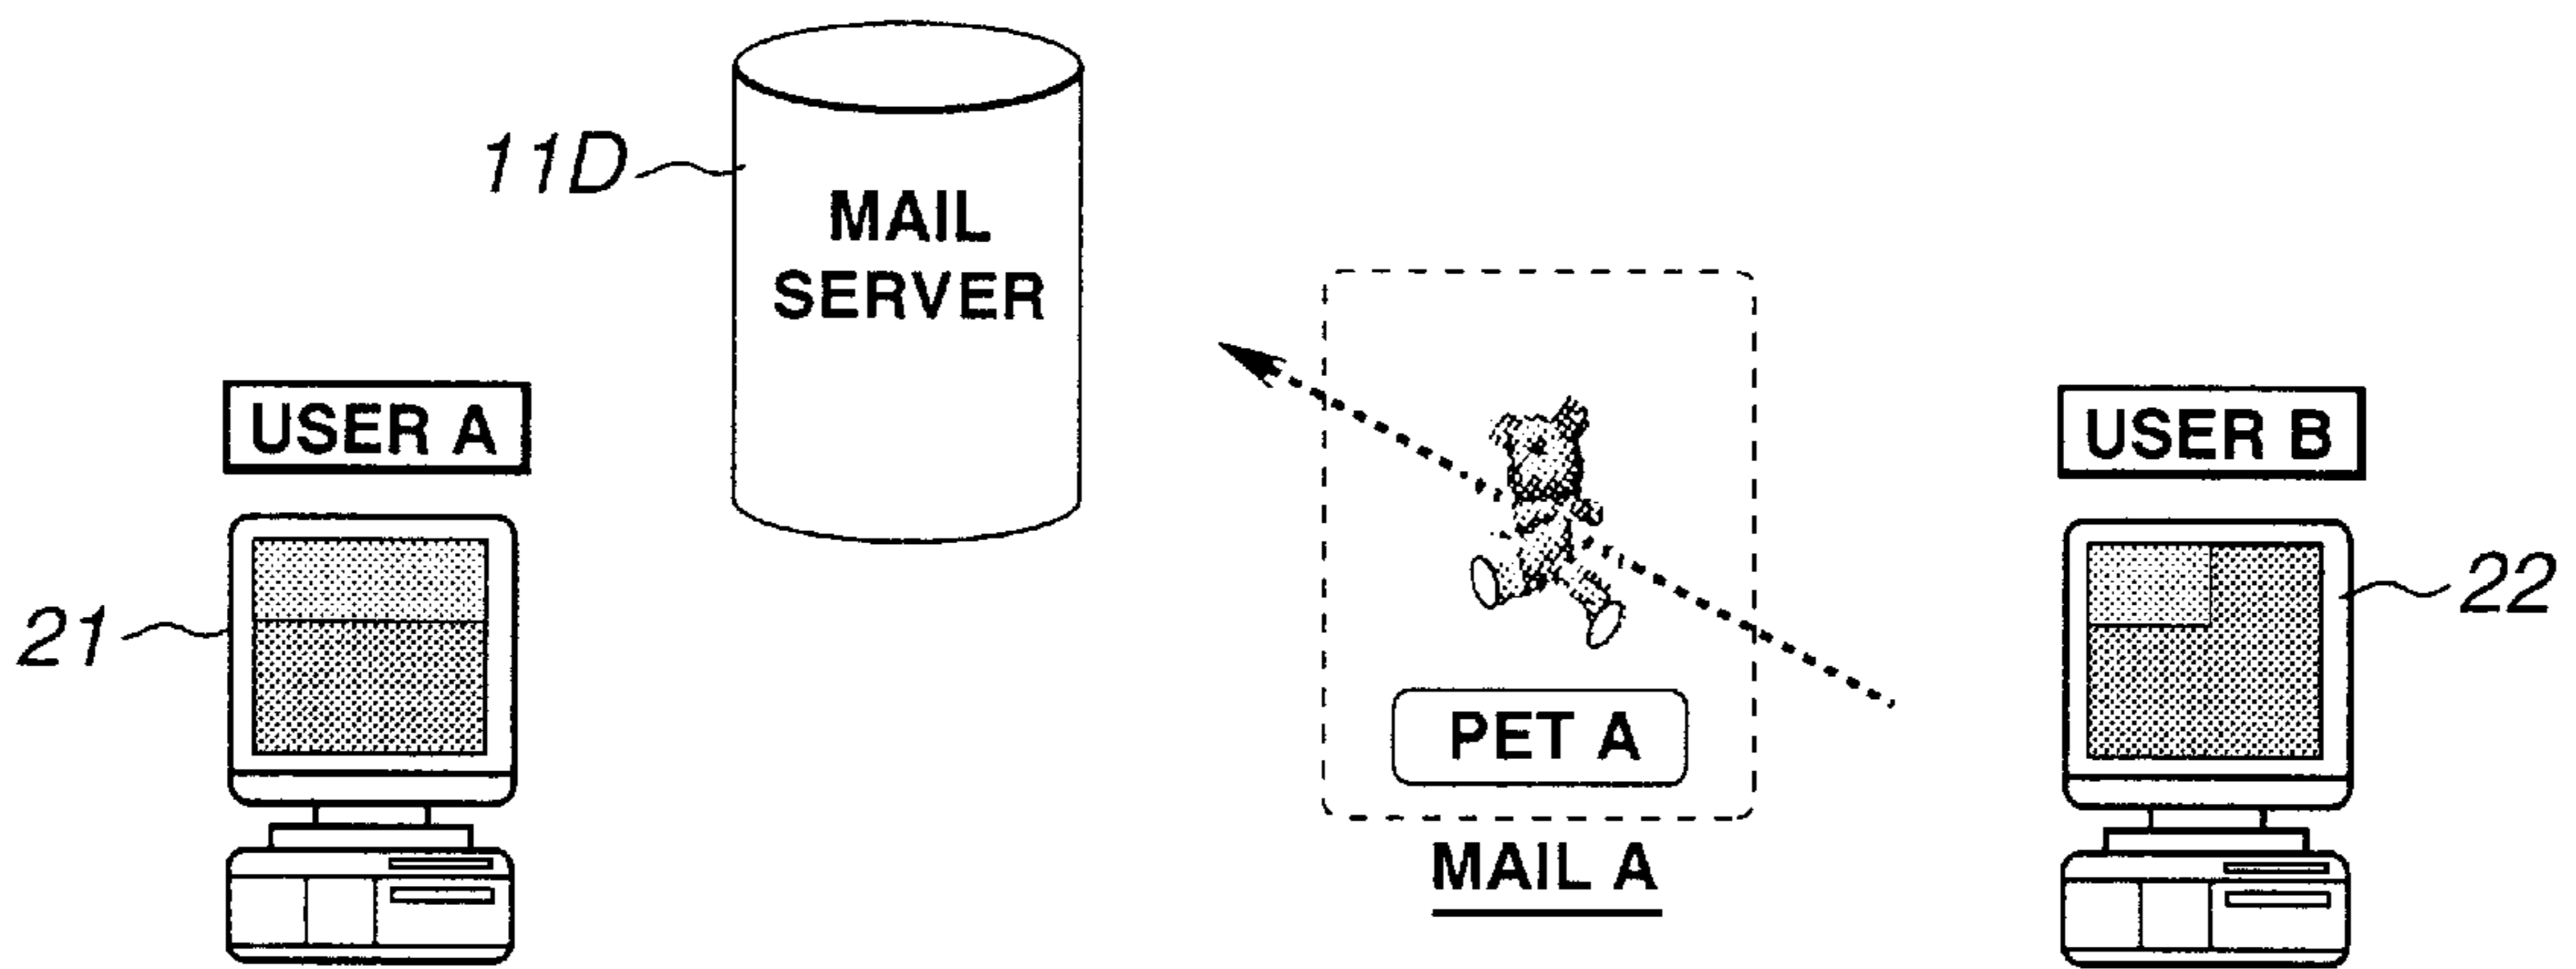 11D
MAIL
SERVER
USER A
USER B
21
22
PET A
MAIL A